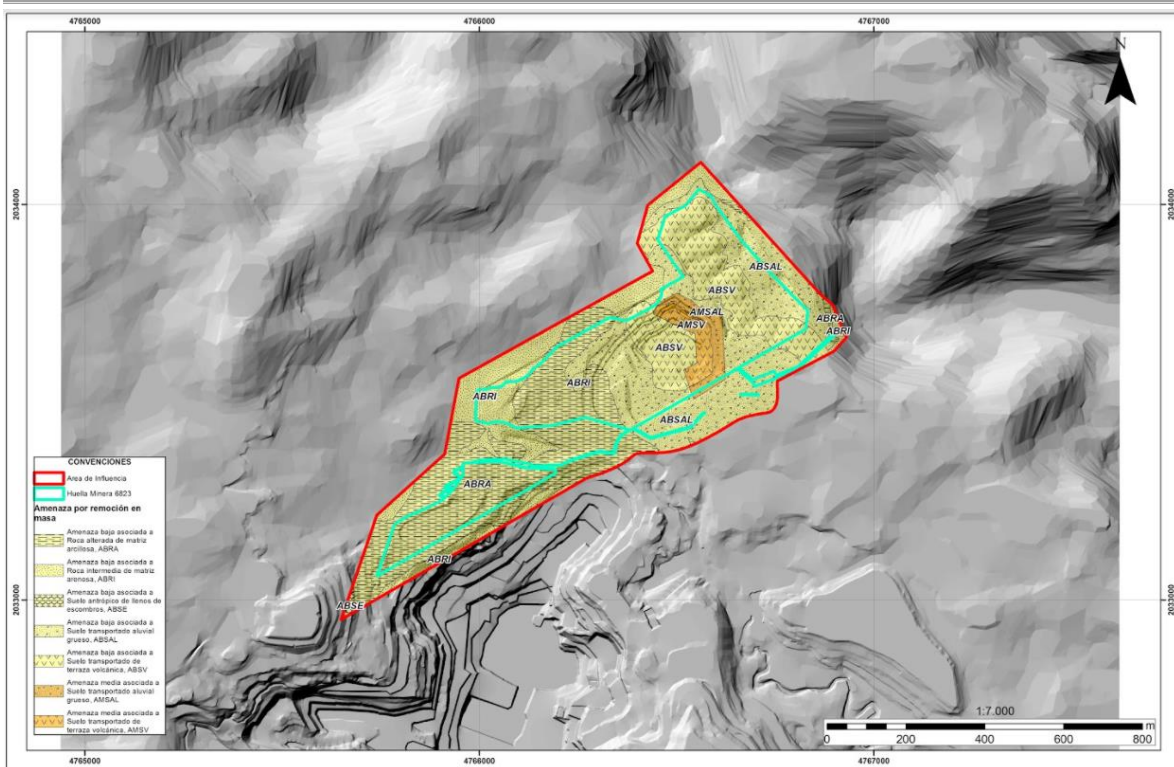 4765000
4766000
4767000
N
2034000
2034000
ABSAL
ABSV
AMSAL
ABRA
AMSV
ABRI
ABSV
ABRI
ABRI
ABSAL
ABRA
ABRI
ABSE
2033000
2033000
CONVENCIONES
Area de Influencia
Huella Minera 6823
Amenaza por remoción en
masa
Amenaza baja asociada a
Roca alterada de matriz
arcillosa, ABRA
Amenaza baja asociada a
Roca intermedia de matriz
arenosa, ABRI
Amenaza baja asociada a
Suelo antrópico de llenos de
escombros, ABSE
Amenaza baja asociada a
Suelo transportado aluvial
grueso, ABSAL
Amenaza baja asociada a
Suelo transportado de
terraza volcánica, ABSV
Amenaza media asociada a
Suelo transportado aluvial
grueso, AMSAL
Amenaza media asociada a
Suelo transportado de
terraza volcánica, AMSV
1:7.000
m
0 200 400 600 800
4765000
4766000
4767000